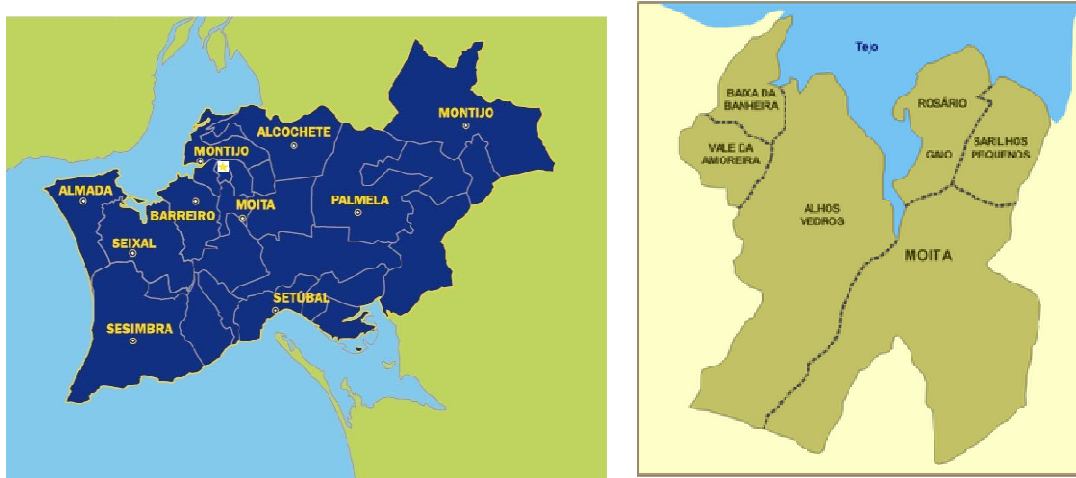 MONTIJO
ALCOCHETE
MONTIJO
ALMADA
BARREIRO
MOITA
PALMELA
SEIXAL
SETÚBAL
SESIMBRA
Tejo
BAIXA DA
BANHEIRA
ROSÁRIO
VALE DA
AMOREIRA
GAIO
SARILHOS
PEQUENOS
ALHOS
VEDROS
MOITA